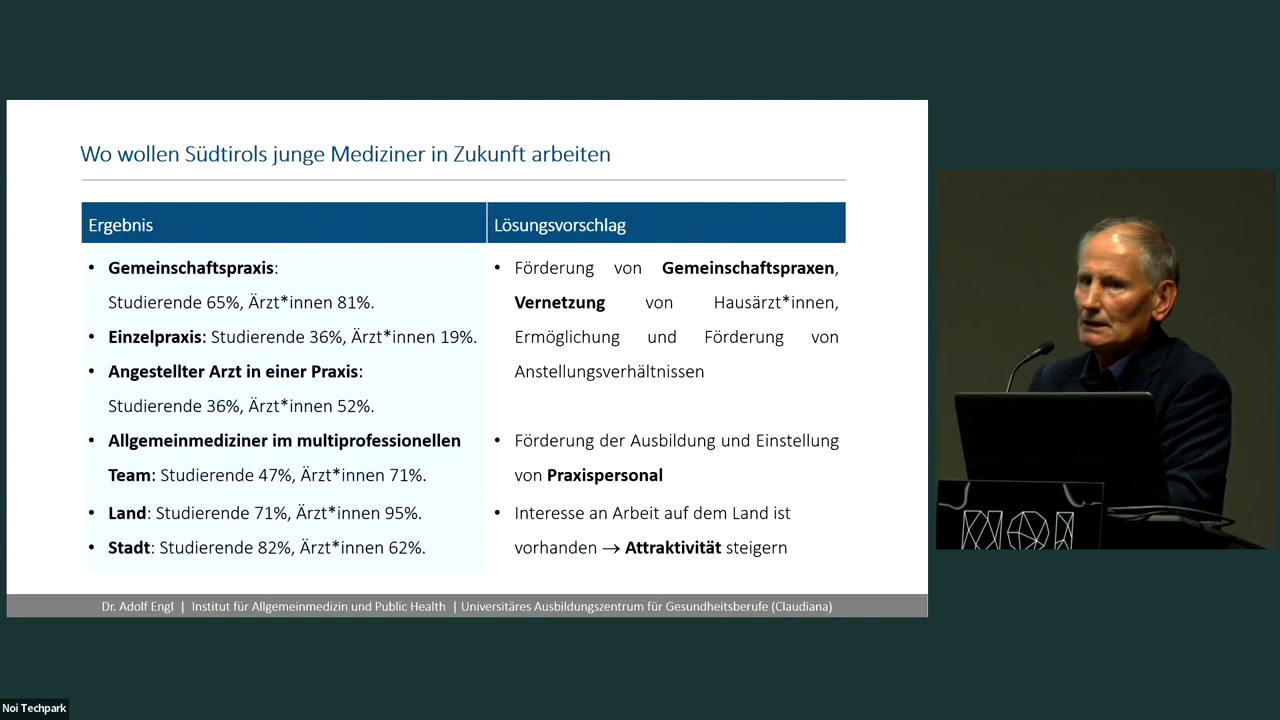 Wo wollen Südtirols junge Mediziner in Zukunft arbeiten
Ergebnis
• Gemeinschaftspraxis:
Studierende 65%, Ärzt*innen 81%.
• Einzelpraxis: Studierende 36%, Ärzt*innen 19%.
• Angestellter Arzt in einer Praxis:
Studierende 36%, Ärzt*innen 52%.
• Allgemeinmediziner im multiprofessionellen
Team: Studierende 47%, Ärzt*innen 71%.
• Land: Studierende 71%, Ärzt*innen 95%.
• Stadt: Studierende 82%, Ärzt*innen 62%.
Lösungsvorschlag
• Förderung von Gemeinschaftspraxen,
Vernetzung von Hausärzt*innen,
Ermöglichung und Förderung von
Anstellungsverhältnissen
• Förderung der Ausbildung und Einstellung
von Praxispersonal
• Interesse an Arbeit auf dem Land ist
vorhanden → Attraktivität steigern
Dr. Adolf Engl | Institut für Allgemeinmedizin und Public Health | Universitäres Ausbildungszentrum für Gesundheitsberufe (Claudiana)
NOI
Noi Techpark